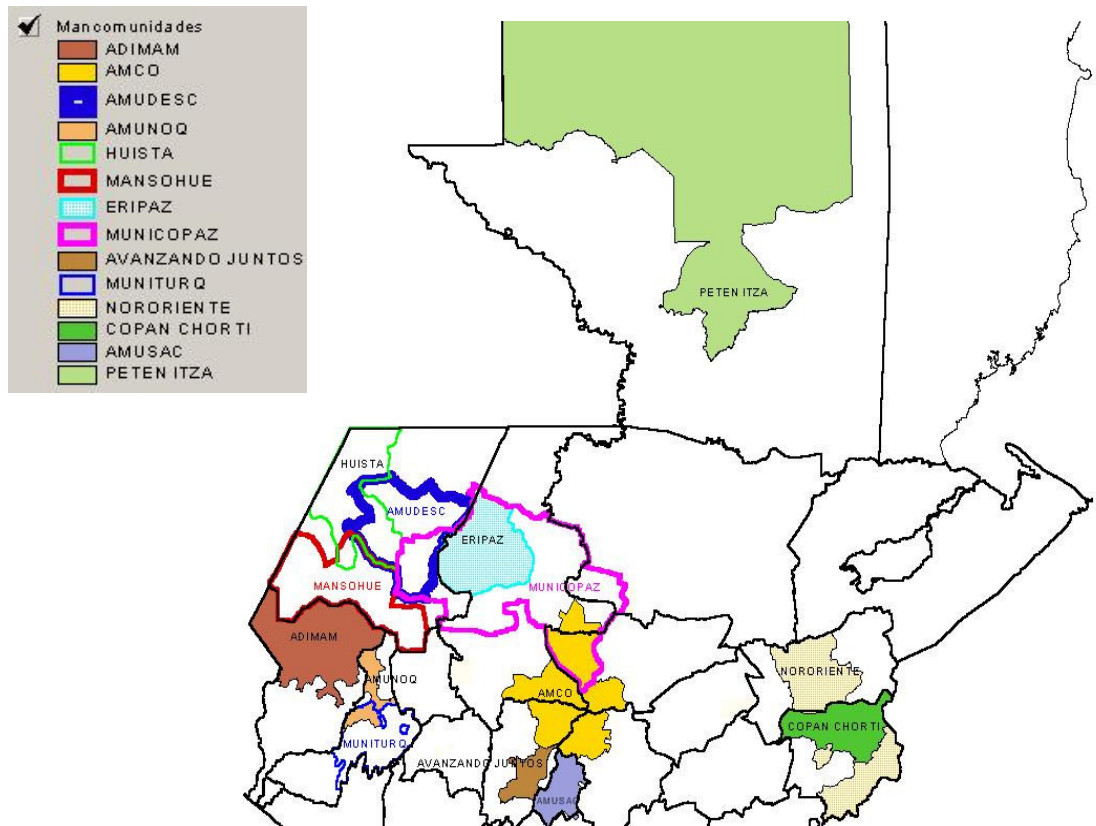 Mancomunidades
ADIMAM
AMCO
AMUDESC
AMUNOQ
HUISTA
MANSOHUE
ERIPAZ
MUNICOPAZ
AVANZANDO JUNTOS
MUNITURQ
NORORIENTE
COPAN CHORTI
AMUSAC
PETEN ITZA
PETEN ITZA
HUISTA
AMUDESC
ERIPAZ
MANSOHUE
MUNICOPAZ
ADIMAM
AMUNOQ
AMCO
NORORIENTE
COPAN CHORTI
MUNITURQ
AVANZANDO JUNTOS
AMUSAC